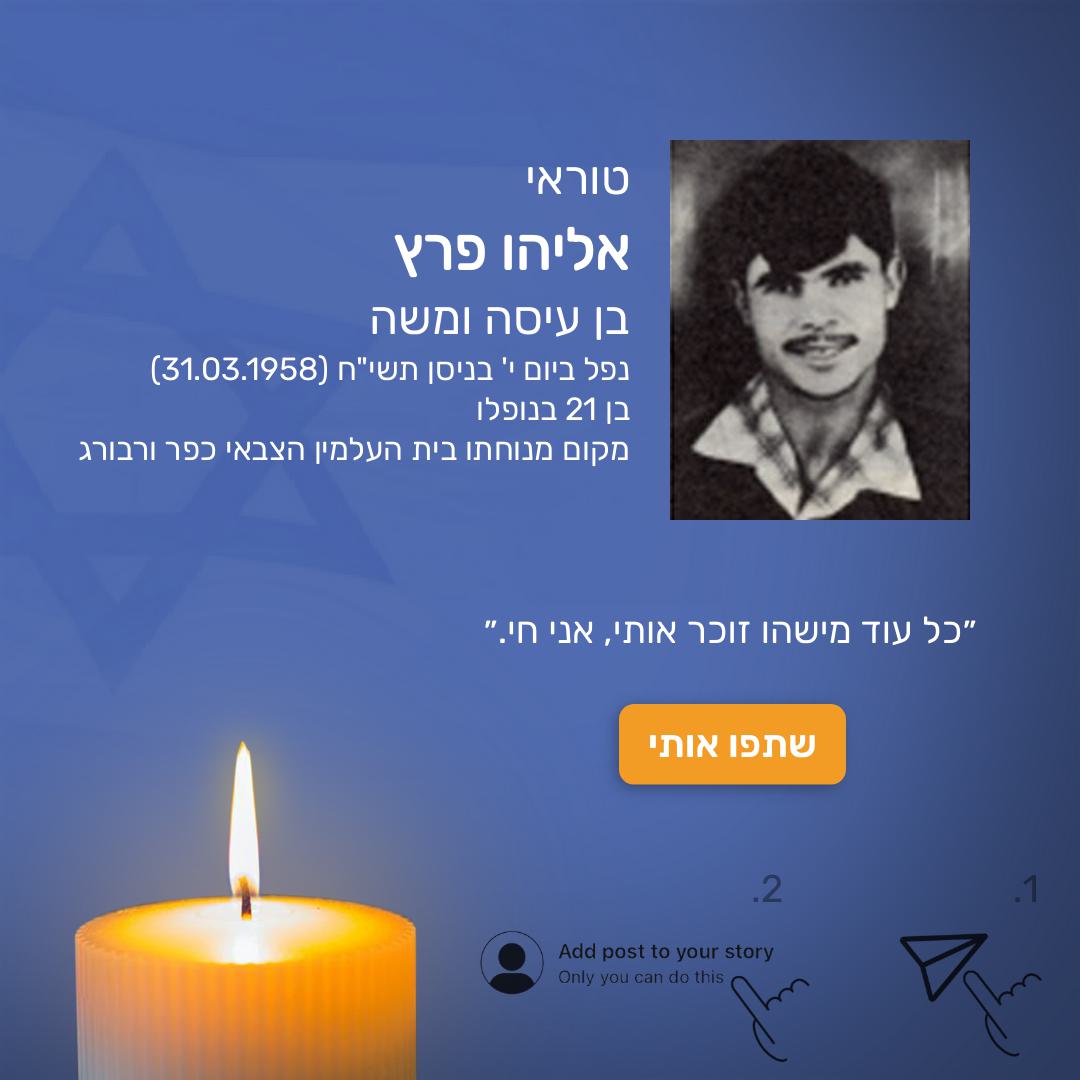 טוראי
אליהו פרץ
בן עיסה ומשה
נפל ביום י' בניסן תשי"ח (31.03.1958)
בן 21 בנופלו
מקום מנוחתו בית העלמין הצבאי כפר ורבורג
"כל עוד מישהו זוכר אותי, אני חי."
שתפו אותי
1.
2.
Add post to your story
Only you can do this